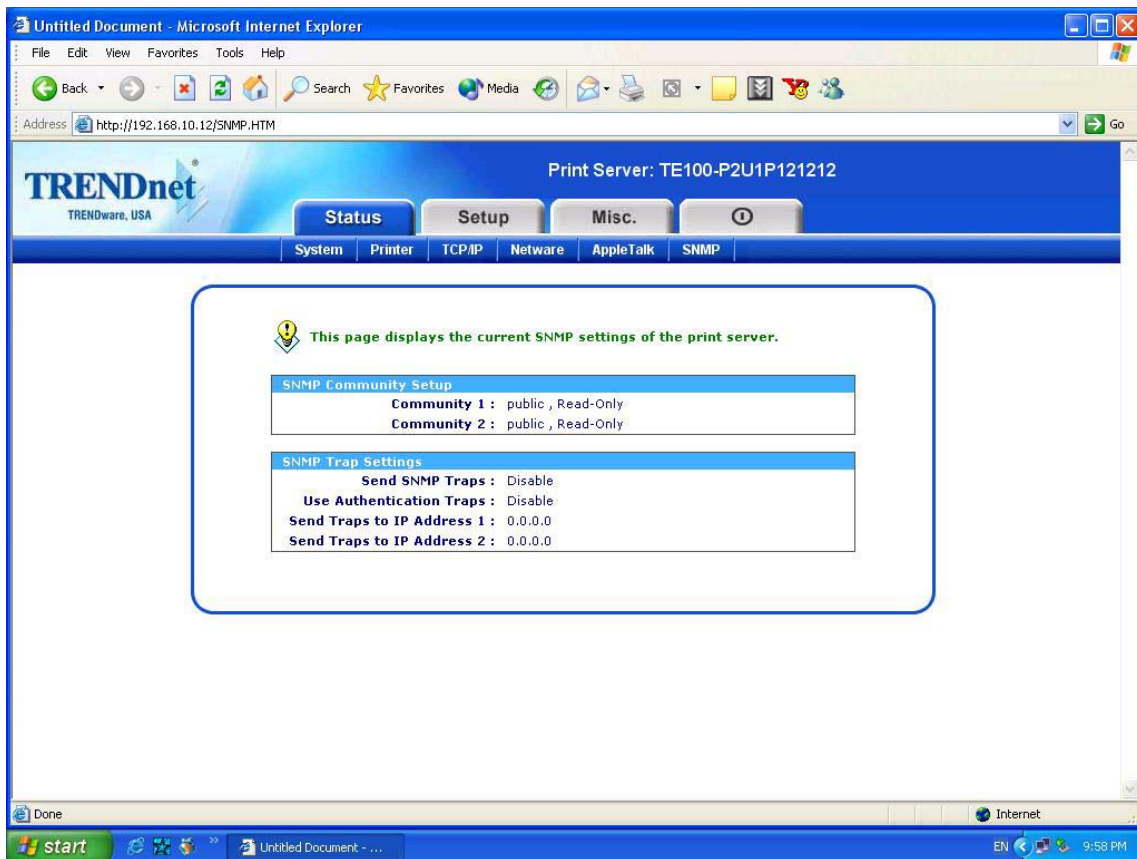 Untitled Document - Microsoft Internet Explorer
File Edit View Favorites Tools Help
Back Search Favorites Media
Address http://192.168.10.12/SNMP.HTM Go
TRENDnet
TRENDware, USA
Print Server: TE100-P2U1P121212
Status Setup Misc.
System Printer TCP/IP Netware AppleTalk SNMP
This page displays the current SNMP settings of the print server.
SNMP Community Setup
Community 1 : public , Read-Only
Community 2 : public , Read-Only
SNMP Trap Settings
Send SNMP Traps : Disable
Use Authentication Traps : Disable
Send Traps to IP Address 1 : 0.0.0.0
Send Traps to IP Address 2 : 0.0.0.0
Done Internet
start » Untitled Document - ... EN 9:58 PM